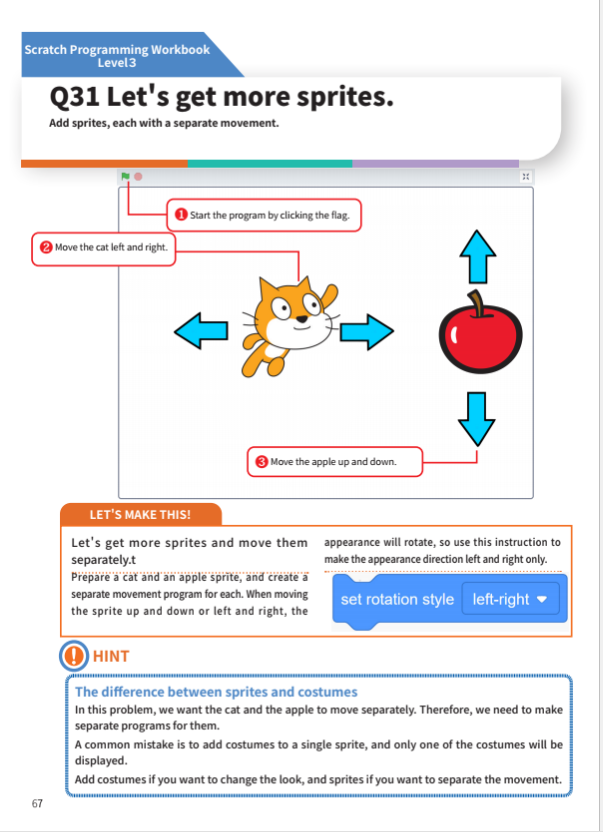 Scratch Programming Workbook
Level3
Q31 Let's get more sprites.
Add sprites, each with a separate movement.
1 Start the program by clicking the flag.
2 Move the cat left and right.
3 Move the apple up and down.
LET'S MAKE THIS!
Let's get more sprites and move them
separately.t
Prepare a cat and an apple sprite, and create a
separate movement program for each. When moving
the sprite up and down or left and right, the
appearance will rotate, so use this instruction to
make the appearance direction left and right only.
set rotation style left-right
HINT
The difference between sprites and costumes
In this problem, we want the cat and the apple to move separately. Therefore, we need to make
separate programs for them.
A common mistake is to add costumes to a single sprite, and only one of the costumes will be
displayed.
Add costumes if you want to change the look, and sprites if you want to separate the movement.
67